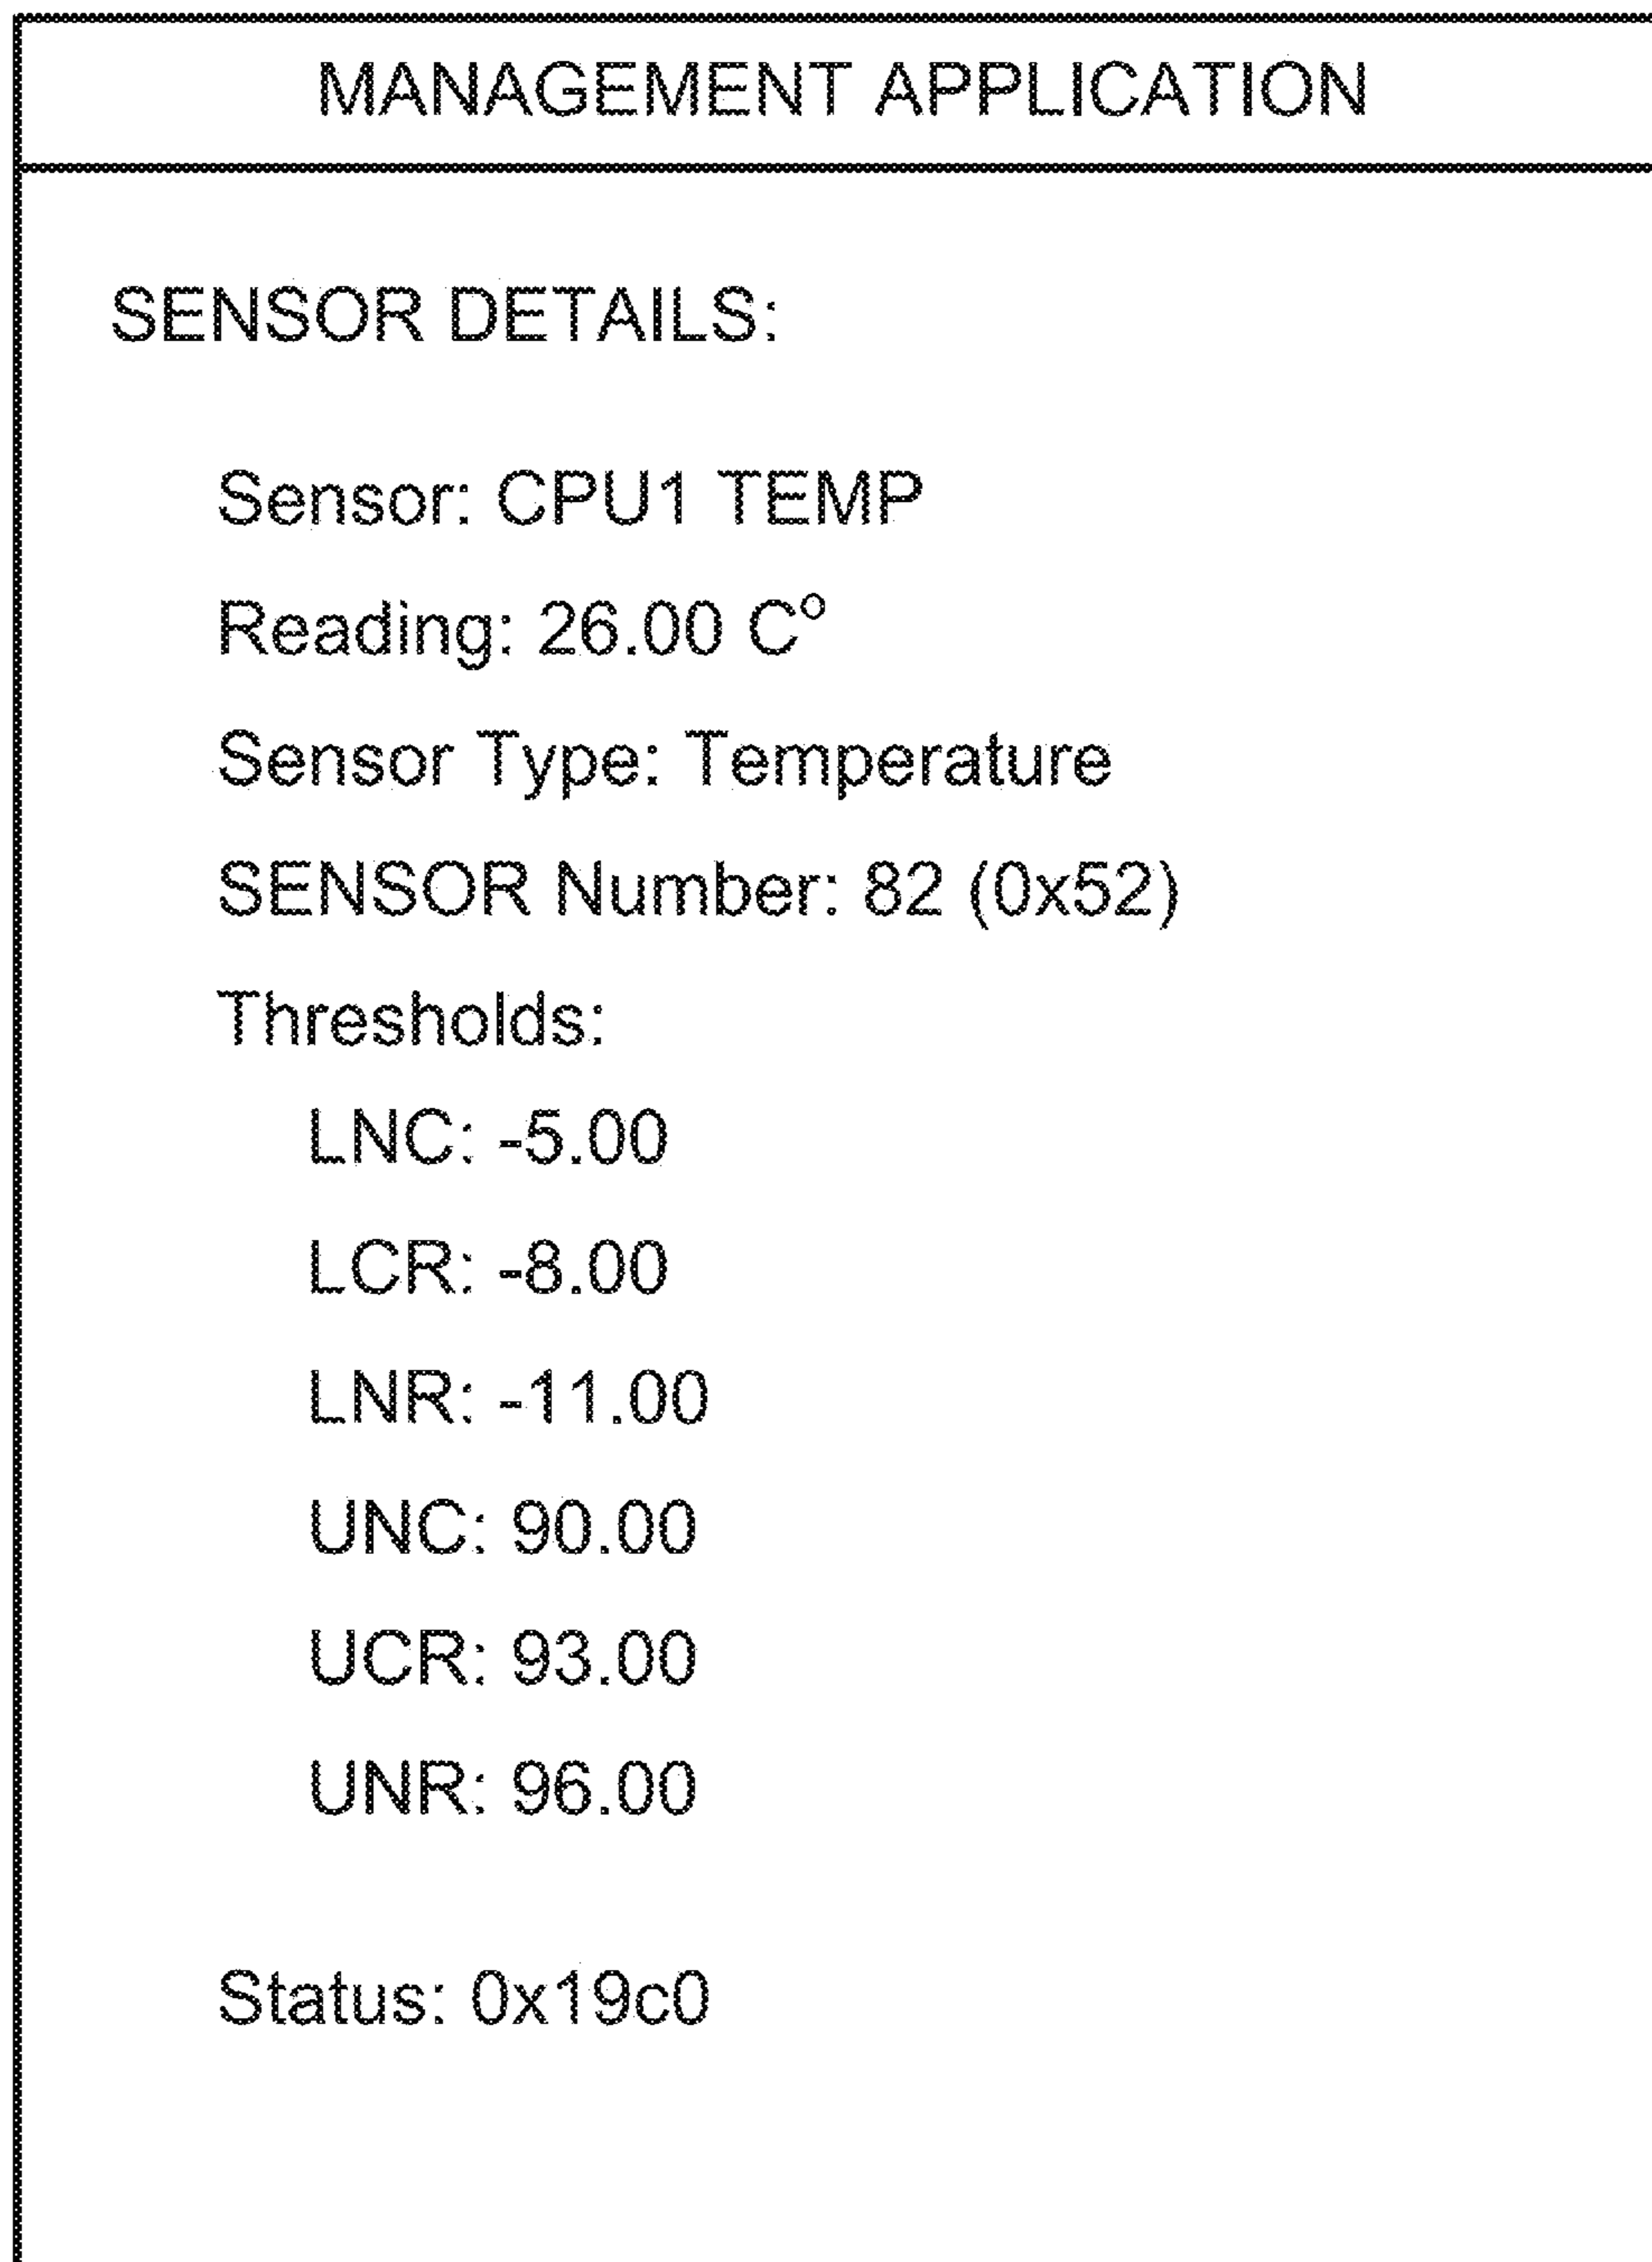 MANAGEMENT APPLICATION
SENSOR DETAILS:
Sensor: CPU1 TEMP
Reading: 26.00 C°
Sensor Type: Temperature
SENSOR Number: 82 (0x52)
Thresholds:
LNC: -5.00
LCR: -8.00
LNR: -11.00
UNC: 90.00
UCR: 93.00
UNR: 96.00
Status: 0x19c0